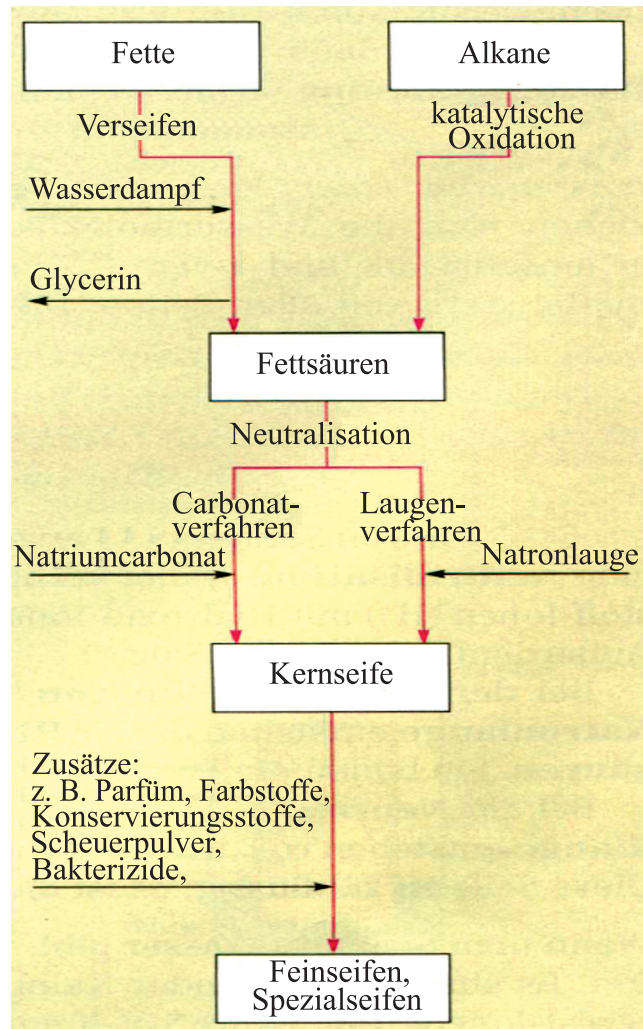 Fette
Alkane
Verseifen
katalytische
Oxidation
Wasserdampf
Glycerin
Fettsäuren
Neutralisation
Carbonat-
verfahren
Laugen-
verfahren
Natriumcarbonat
Natronlauge
Kernseife
Zusätze:
z. B. Parfüm, Farbstoffe,
Konservierungsstoffe,
Scheuerpulver,
Bakterizide,
Feinseifen,
Spezialseifen